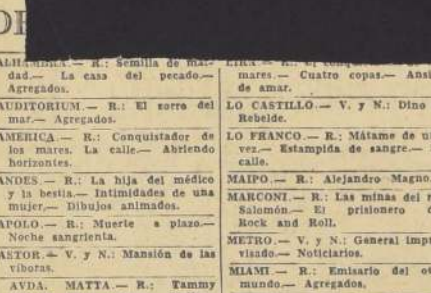 ALHAMBRA.— R.: Semilla de mal-
dad.— La casa del pecado.—
Agregados.
AUDITORIUM.— R.: El zorro del
mar.— Agregados.
AMERICA.— R.: Conquistador de
los mares. La calle.— Abriendo
horizontes.
ANDES.— R.: La hija del médico
y la bestia.— Intimidades de una
mujer.— Dibujos animados.
APOLO.— R.: Muerte a plazo.—
Noche sangrienta.
ASTOR.— V. y N.: Mansión de las
víboras.
AVDA. MATTA.— R.: Tammy
mares.— Cuatro copas.— Ansi
de amar.
LO CASTILLO.— V. y N.: Dino
Rebelde.
LO FRANCO.— R.: Mátame de u
vez.— Estampida de sangre.—
calle.
MAIPO.— R.: Alejandro Magno.
MARCONI.— R.: Las minas del
Salomón.— El prisionero
Rock and Roll.
METRO.— V. y N.: General impr
visado.— Noticiarios.
MIAMI.— R.: Emisario del ot
mundo.— Agregados.